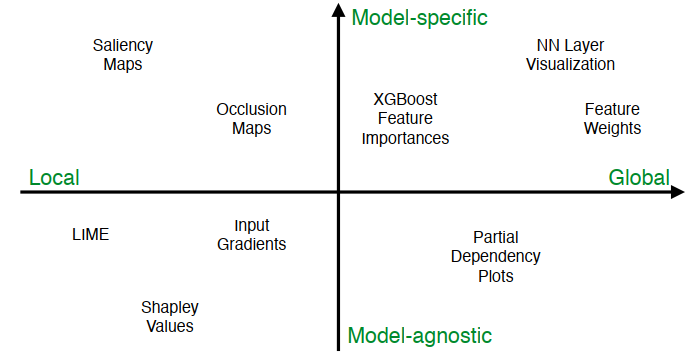 Model-specific
Saliency
Maps
NN Layer
Visualization
Occlusion
Maps
XGBoost
Feature
Importances
Feature
Weights
Local
Global
LIME
Input
Gradients
Partial
Dependency
Plots
Shapley
Values
Model-agnostic